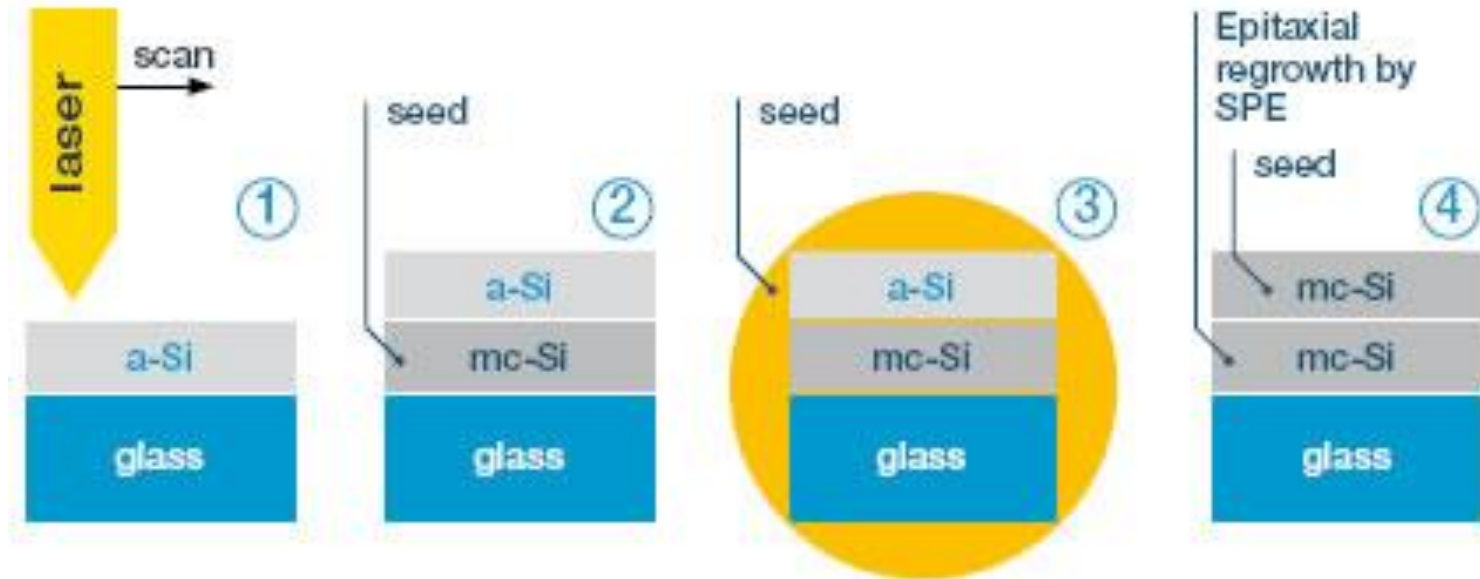 laser
scan
1
a-Si
glass
seed
2
a-Si
mc-Si
glass
seed
3
a-Si
mc-Si
glass
Epitaxial
regrowth by
SPE
seed
4
mc-Si
mc-Si
glass